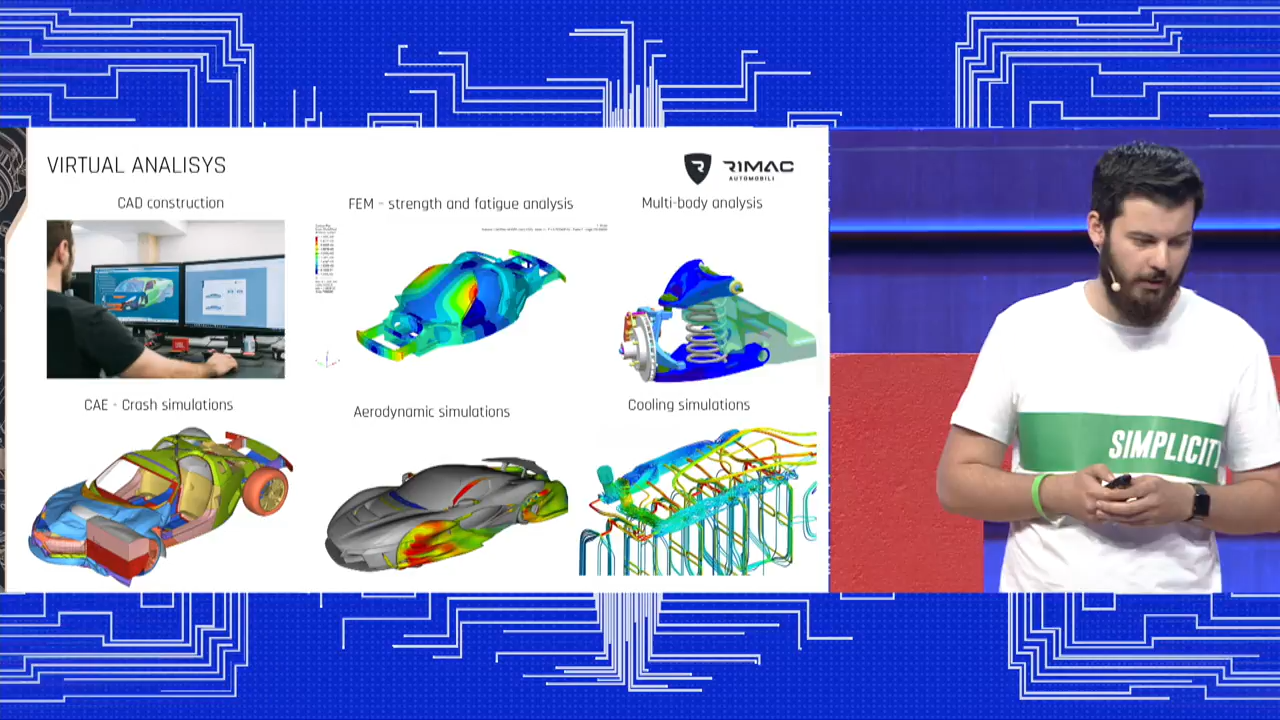 VIRTUAL ANALISYS
RIMAC
AUTOMOBILI
CAD construction
FEM - strength and fatigue analysis
Multi-body analysis
CAE - Crash simulations
Aerodynamic simulations
Cooling simulations
SIMPLICIT